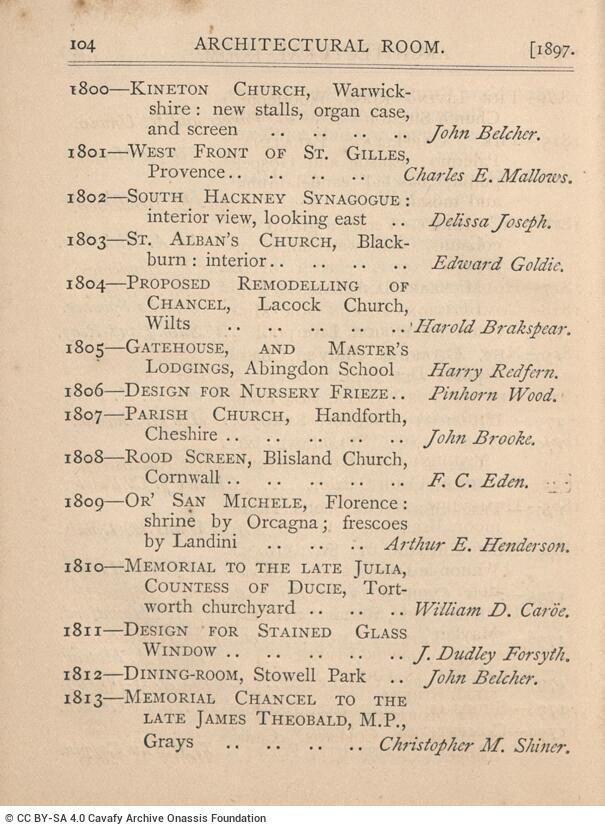 104 ARCHITECTURAL ROOM. [1897.
1800—KINETON CHURCH, Warwick-
shire: new stalls, organ case,
and screen .. .. .. .. John Belcher.
1801—WEST FRONT OF ST. GILLES,
Provence.. .. .. .. Charles E. Mallows.
1802—SOUTH HACKNEY SYNAGOGUE:
interior view, looking east .. Delissa Joseph.
1803—ST. ALBAN'S CHURCH, Black-
burn: interior.. .. .. .. Edward Goldie.
1804—PROPOSED REMODELLING OF
CHANCEL, Lacock Church,
Wilts .. .. .. .. .. Harold Brakspear.
1805—GATEHOUSE, AND MASTER'S
LODGINGS, Abingdon School Harry Redfern.
1806—DESIGN FOR NURSERY FRIEZE.. Pinhorn Wood.
1807—PARISH CHURCH, Handforth,
Cheshire .. .. .. .. .. John Brooke.
1808—ROOD SCREEN, Blisland Church,
Cornwall .. .. .. .. .. F. C. Eden.
1809—OR' SAN MICHELE, Florence:
shrine by Orcagna; frescoes
by Landini .. .. .. .. Arthur E. Henderson.
1810—MEMORIAL TO THE LATE JULIA,
COUNTESS OF DUCIE, Tort-
worth churchyard .. .. .. William D. Caröe.
1811—DESIGN FOR STAINED GLASS
WINDOW .. .. .. .. .. J. Dudley Forsyth.
1812—DINING-ROOM, Stowell Park .. John Belcher.
1813—MEMORIAL CHANCEL TO THE
LATE JAMES THEOBALD, M.P.,
Grays .. .. .. .. Christopher M. Shiner.
© CC BY-SA 4.0 Cavafy Archive Onassis Foundation